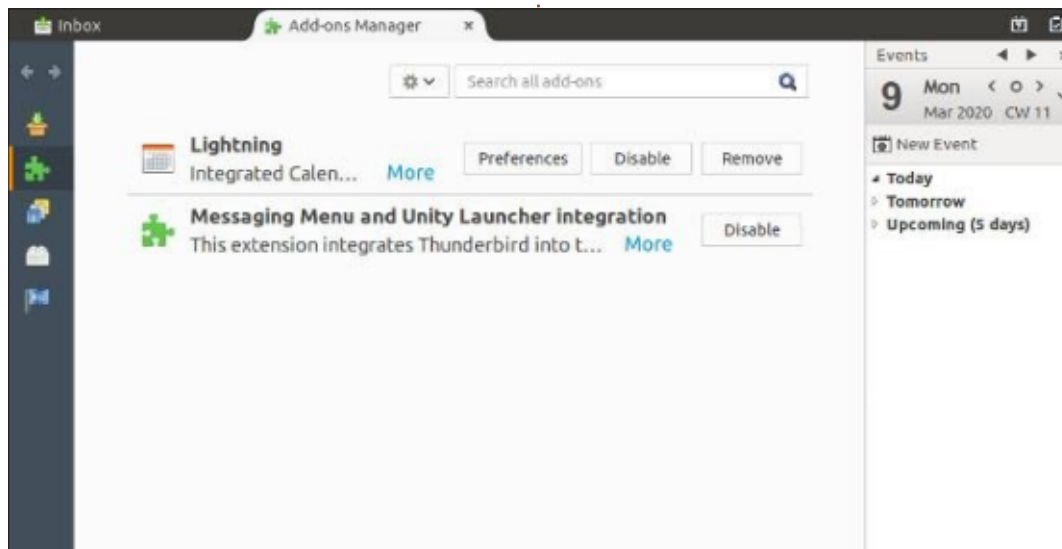 Inbox
Add-ons Manager
Search all add-ons
Lightning
Integrated Calen... More
Preferences
Disable
Remove
Messaging Menu and Unity Launcher integration
This extension integrates Thunderbird into t... More
Disable
Events
9 Mon
Mar 2020 CW 11
New Event
Today
Tomorrow
Upcoming (5 days)